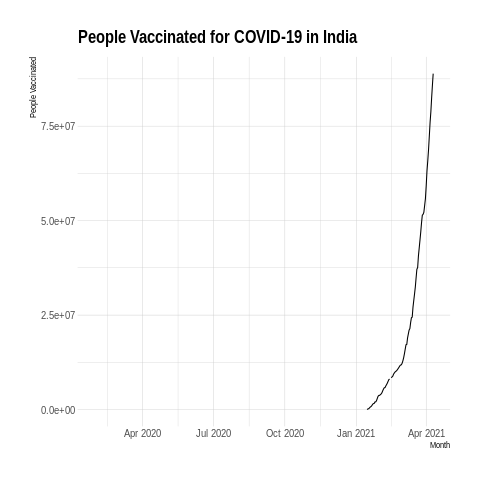 People Vaccinated for COVID-19 in India
People Vaccinated
7.5e+07
5.0e+07
2.5e+07
0.0e+00
Apr 2020 Jul 2020 Oct 2020 Jan 2021 Apr 2021
Month